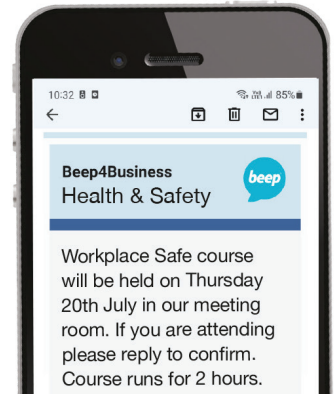 10:32
85%
Beep4Business
Health & Safety
beep
Workplace Safe course
will be held on Thursday
20th July in our meeting
room. If you are attending
please reply to confirm.
Course runs for 2 hours.